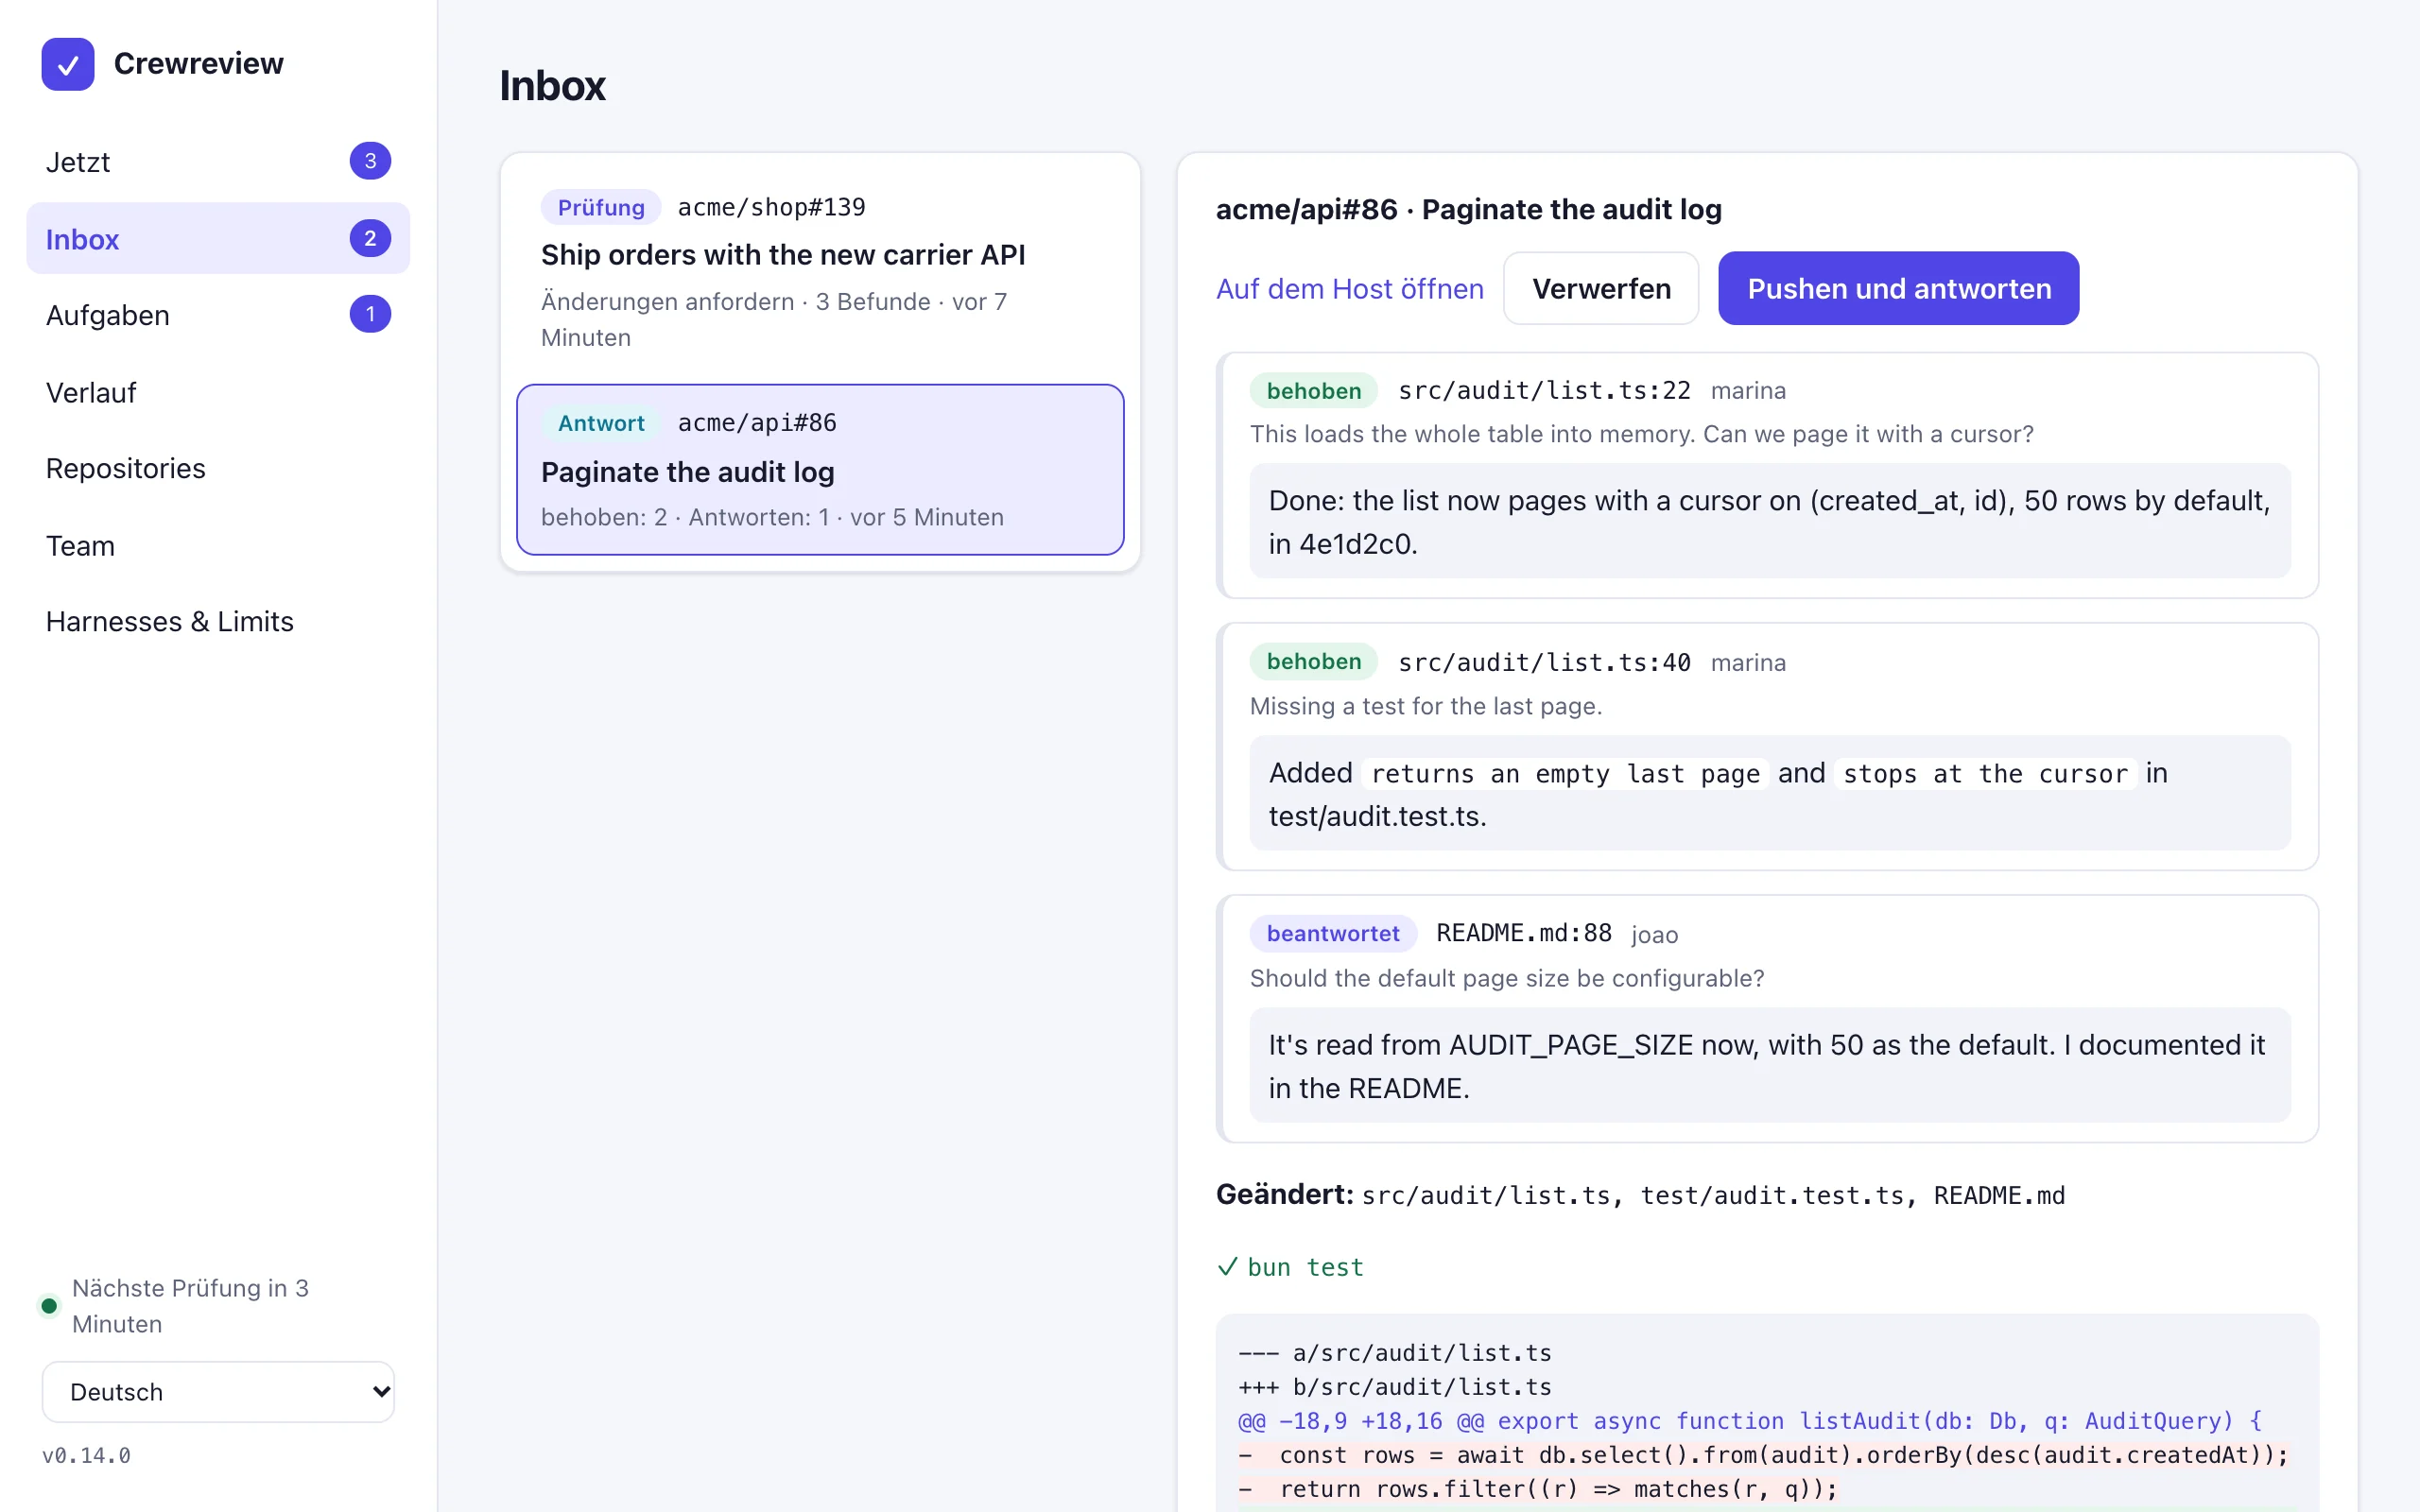 Crewreview
Jetzt 3
Inbox 2
Aufgaben 1
Verlauf
Repositories
Team
Harnesses & Limits
Nächste Prüfung in 3
Minuten
Deutsch
v0.14.0
Inbox
Prüfung acme/shop#139
Ship orders with the new carrier API
Änderungen anfordern · 3 Befunde · vor 7
Minuten
Antwort acme/api#86
Paginate the audit log
behoben: 2 · Antworten: 1 · vor 5 Minuten
acme/api#86 · Paginate the audit log
Auf dem Host öffnen Verwerfen Pushen und antworten
behoben src/audit/list.ts:22 marina
This loads the whole table into memory. Can we page it with a cursor?
Done: the list now pages with a cursor on (created_at, id), 50 rows by default,
in 4e1d2c0.
behoben src/audit/list.ts:40 marina
Missing a test for the last page.
Added returns an empty last page and stops at the cursor in
test/audit.test.ts.
beantwortet README.md:88 joao
Should the default page size be configurable?
It's read from AUDIT_PAGE_SIZE now, with 50 as the default. I documented it
in the README.
Geändert: src/audit/list.ts, test/audit.test.ts, README.md
✓ bun test
--- a/src/audit/list.ts
+++ b/src/audit/list.ts
@@ -18,9 +18,16 @@ export async function listAudit(db: Db, q: AuditQuery) {
-  const rows = await db.select().from(audit).orderBy(desc(audit.createdAt));
-  return rows.filter((r) => matches(r, q));